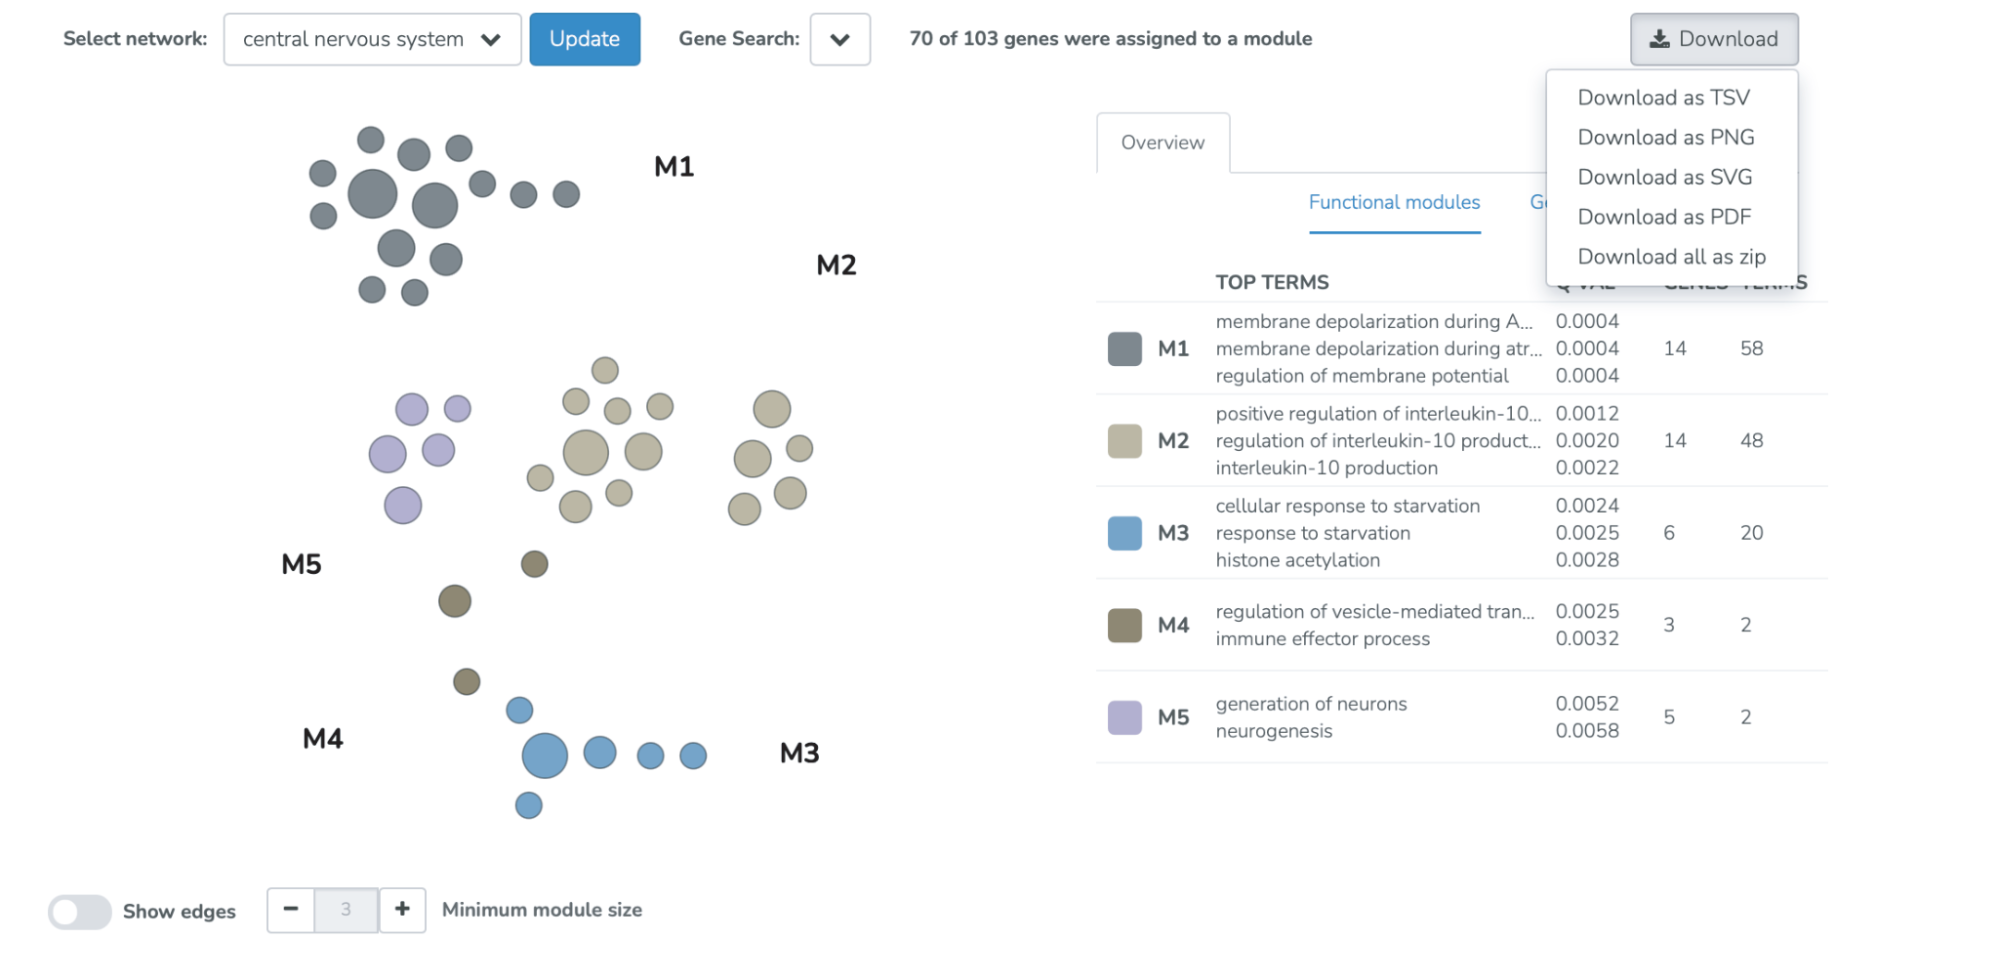 Select network: central nervous system Update Gene Search: 70 of 103 genes were assigned to a module Download
Download as TSV
Download as PNG
Download as SVG
Download as PDF
Download all as zip
M1
M2
M5
M4
M3
Overview
Functional modules
TOP TERMS Q VAL GENES TERMS
M1
membrane depolarization during A... 0.0004
membrane depolarization during atr... 0.0004 14 58
regulation of membrane potential 0.0004
M2
positive regulation of interleukin-10... 0.0012
regulation of interleukin-10 product... 0.0020 14 48
interleukin-10 production 0.0022
M3
cellular response to starvation 0.0024
response to starvation 0.0025 6 20
histone acetylation 0.0028
M4
regulation of vesicle-mediated tran... 0.0025
immune effector process 0.0032
3 2
M5
generation of neurons 0.0052
neurogenesis 0.0058
5 2
Show edges − 3 + Minimum module size